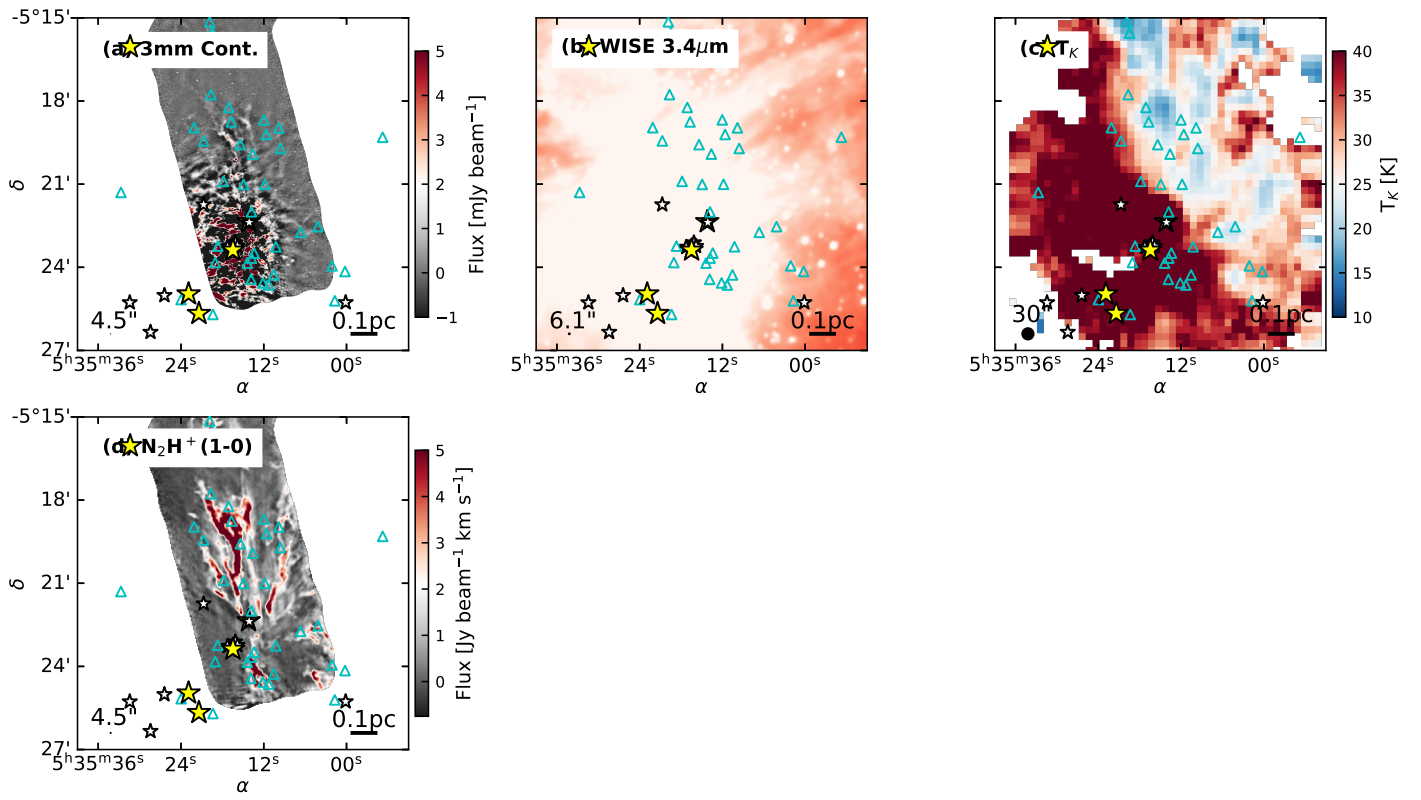 (a) 3mm Cont.
-5°15'
18'
21'
24'
27'
δ
5ʰ35ᵐ36ˢ
24ˢ
12ˢ
00ˢ
α
4.5"
0.1pc
5
4
3
2
1
0
−1
Flux [mJy beam⁻¹]
(b) WISE 3.4μm
6.1"
0.1pc
5ʰ35ᵐ36ˢ
24ˢ
12ˢ
00ˢ
α
(c) T_K
30"
0.1pc
5ʰ35ᵐ36ˢ
24ˢ
12ˢ
00ˢ
α
40
35
30
25
20
15
10
T_K [K]
(d) N₂H⁺(1-0)
-5°15'
18'
21'
24'
27'
δ
5ʰ35ᵐ36ˢ
24ˢ
12ˢ
00ˢ
α
4.5"
0.1pc
5
4
3
2
1
0
Flux [Jy beam⁻¹ km s⁻¹]